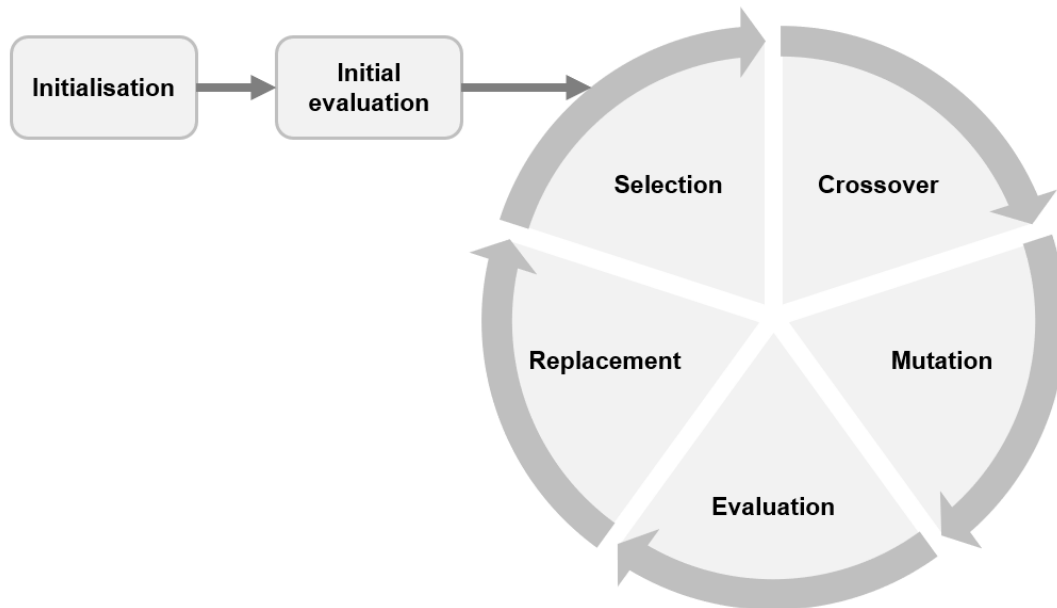 Initialisation
Initial
evaluation
Selection
Crossover
Mutation
Evaluation
Replacement